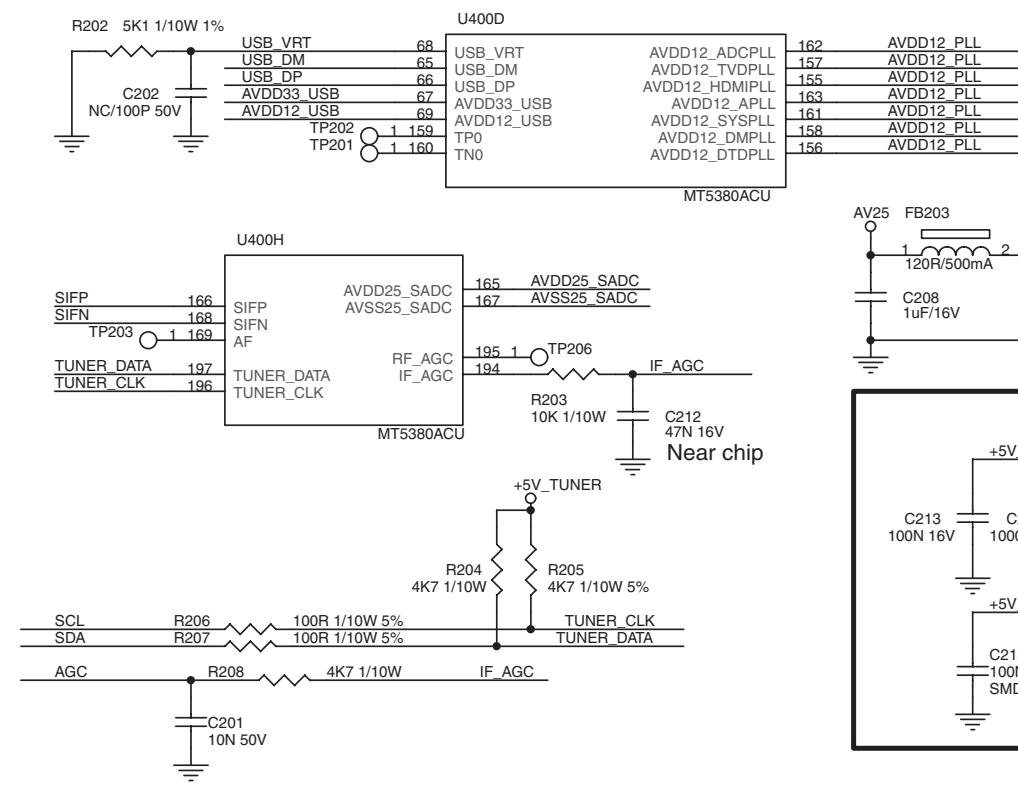 U400D
R202 5K1 1/10W 1%
C202
NC/100P 50V
USB_VRT 68 USB_VRT AVDD12_ADCPLL 162 AVDD12_PLL
USB_DM 65 USB_DM AVDD12_TVDPLL 157 AVDD12_PLL
USB_DP 66 USB_DP AVDD12_HDMIPLL 155 AVDD12_PLL
AVDD33_USB 67 AVDD33_USB AVDD12_APLL 163 AVDD12_PLL
AVDD12_USB 69 AVDD12_USB AVDD12_SYSPLL 161 AVDD12_PLL
TP202 1 159 TP0 AVDD12_DMPLL 158 AVDD12_PLL
TP201 1 160 TN0 AVDD12_DTDPLL 156 AVDD12_PLL
MT5380ACU
AV25 FB203
1 2
120R/500mA
C208
1uF/16V
U400H
AVDD25_SADC 165 AVDD25_SADC
SIFP 166 SIFP AVSS25_SADC 167 AVSS25_SADC
SIFN 168 SIFN
TP203 1 169 AF
RF_AGC 195 1 TP206
TUNER_DATA 197 TUNER_DATA IF_AGC 194 IF_AGC
TUNER_CLK 196 TUNER_CLK
MT5380ACU
R203
10K 1/10W
C212
47N 16V
Near chip
+5V_TUNER
R204
4K7 1/10W
R205
4K7 1/10W 5%
SCL R206 100R 1/10W 5% TUNER_CLK
SDA R207 100R 1/10W 5% TUNER_DATA
AGC R208 4K7 1/10W IF_AGC
C201
10N 50V
+5V_
C213
100N 16V
+5V_